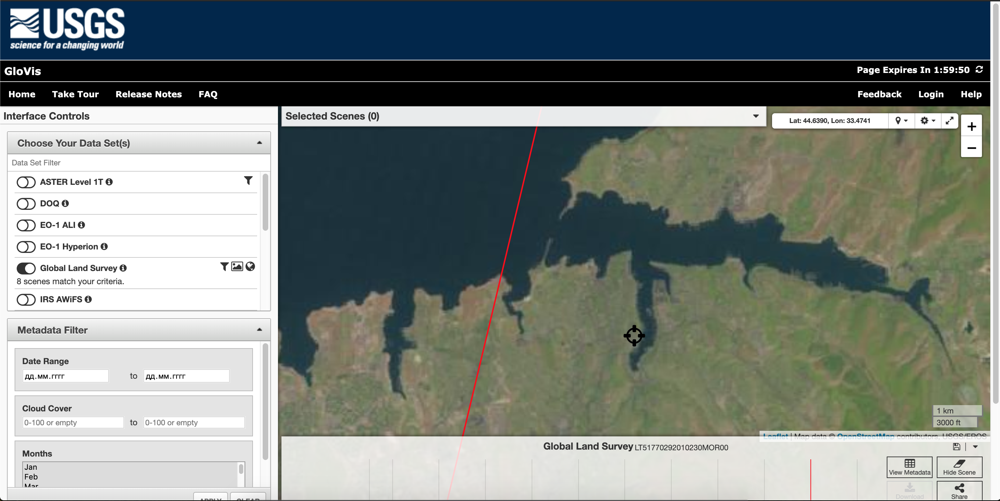 USGS
science for a changing world
GloVis
Page Expires In 1:59:50
Home Take Tour Release Notes FAQ
Feedback Login Help
Interface Controls
Choose Your Data Set(s)
Data Set Filter
ASTER Level 1T
DOQ
EO-1 ALI
EO-1 Hyperion
Global Land Survey
8 scenes match your criteria.
IRS AWiFS
Metadata Filter
Date Range
дд.мм.гггг to дд.мм.гггг
Cloud Cover
0-100 or empty to 0-100 or empty
Months
Jan
Feb
Mar
APPLY CLEAR
Selected Scenes (0)
Lat: 44.6390, Lon: 33.4741
+
−
1 km
3000 ft
Leaflet | Map data © OpenStreetMap contributors, USGS/EROS
Global Land Survey LT51770292010230MOR00
View Metadata
Hide Scene
Download
Share